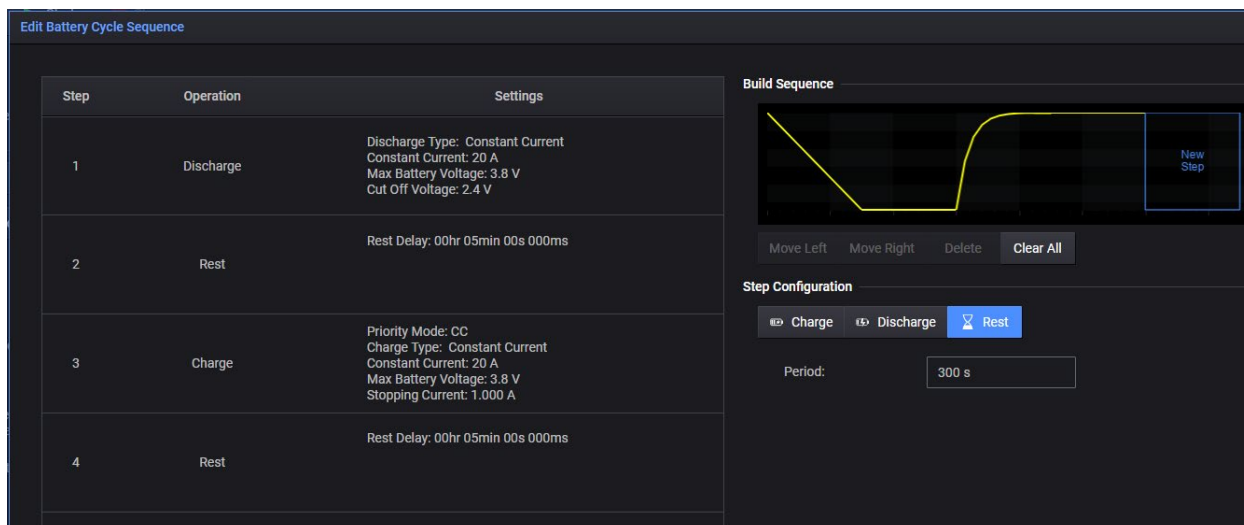 Edit Battery Cycle Sequence
Step Operation Settings
1 Discharge
Discharge Type: Constant Current
Constant Current: 20 A
Max Battery Voltage: 3.8 V
Cut Off Voltage: 2.4 V
2 Rest
Rest Delay: 00hr 05min 00s 000ms
3 Charge
Priority Mode: CC
Charge Type: Constant Current
Constant Current: 20 A
Max Battery Voltage: 3.8 V
Stopping Current: 1.000 A
4 Rest
Rest Delay: 00hr 05min 00s 000ms
Build Sequence
New
Step
Move Left Move Right Delete Clear All
Step Configuration
Charge Discharge Rest
Period: 300 s